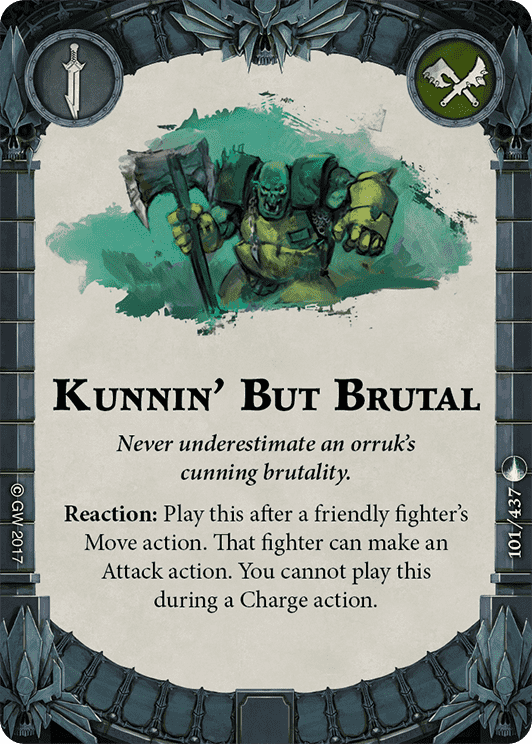 Kunnin' But Brutal
Never underestimate an orruk's
cunning brutality.
Reaction: Play this after a friendly fighter's
Move action. That fighter can make an
Attack action. You cannot play this
during a Charge action.
© GW 2017
101/437